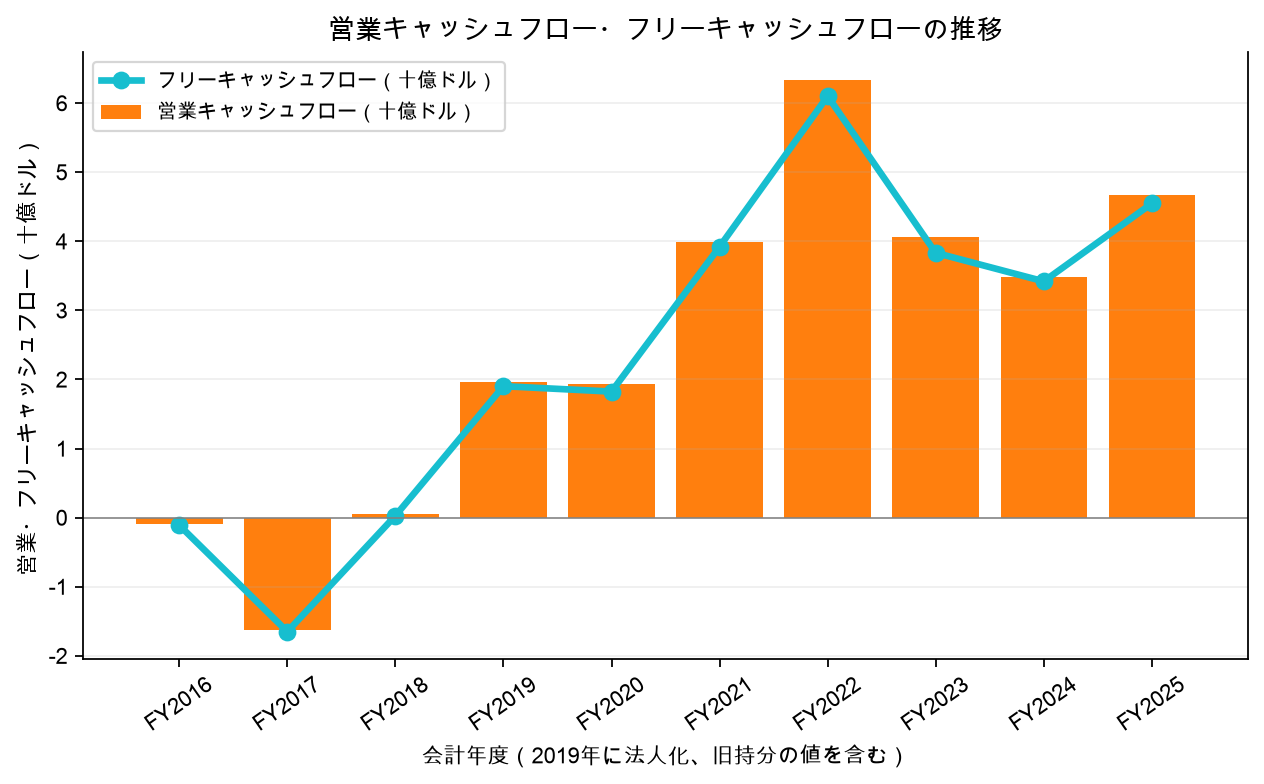 営業キャッシュフロー・フリーキャッシュフローの推移
フリーキャッシュフロー(十億ドル)
営業キャッシュフロー(十億ドル)
営業・フリーキャッシュフロー(十億ドル)
6
5
4
3
2
1
0
-1
-2
FY2016
FY2017
FY2018
FY2019
FY2020
FY2021
FY2022
FY2023
FY2024
FY2025
会計年度(2019年に法人化、旧持分の値を含む)